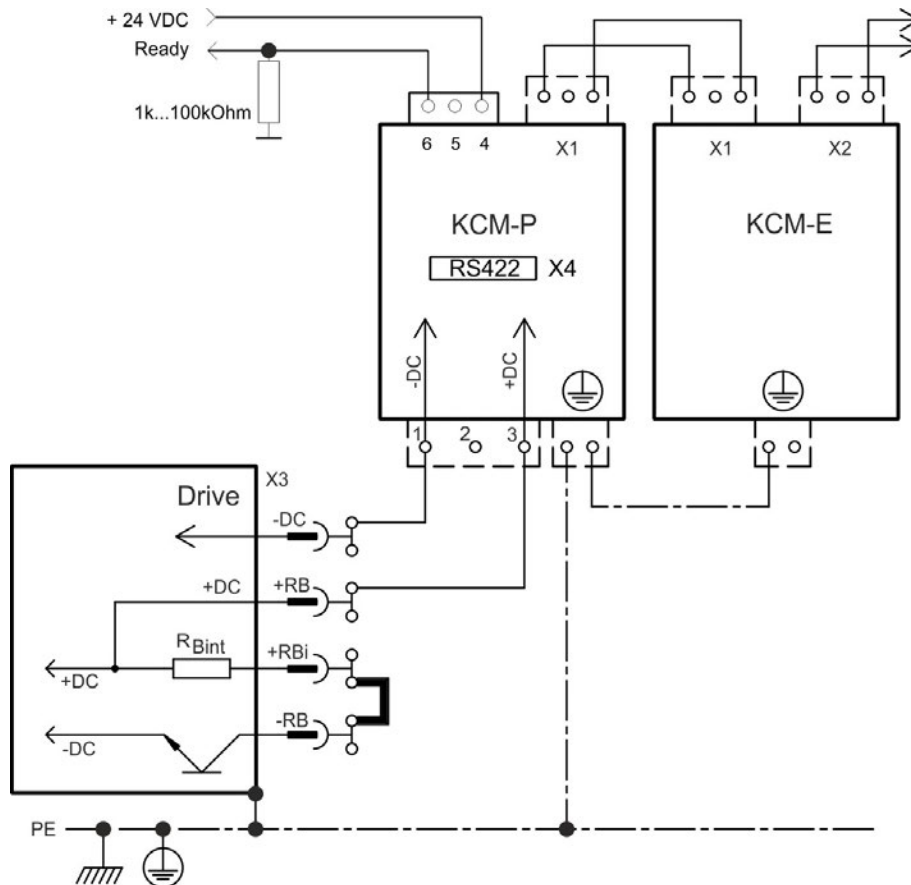 + 24 VDC
Ready
1k...100kOhm
6 5 4
X1
X1
X2
KCM-P
KCM-E
RS422
X4
-DC
+DC
1 2 3
X3
Drive
-DC
+DC
+RB
RBint
+RBi
+DC
-RB
-DC
PE